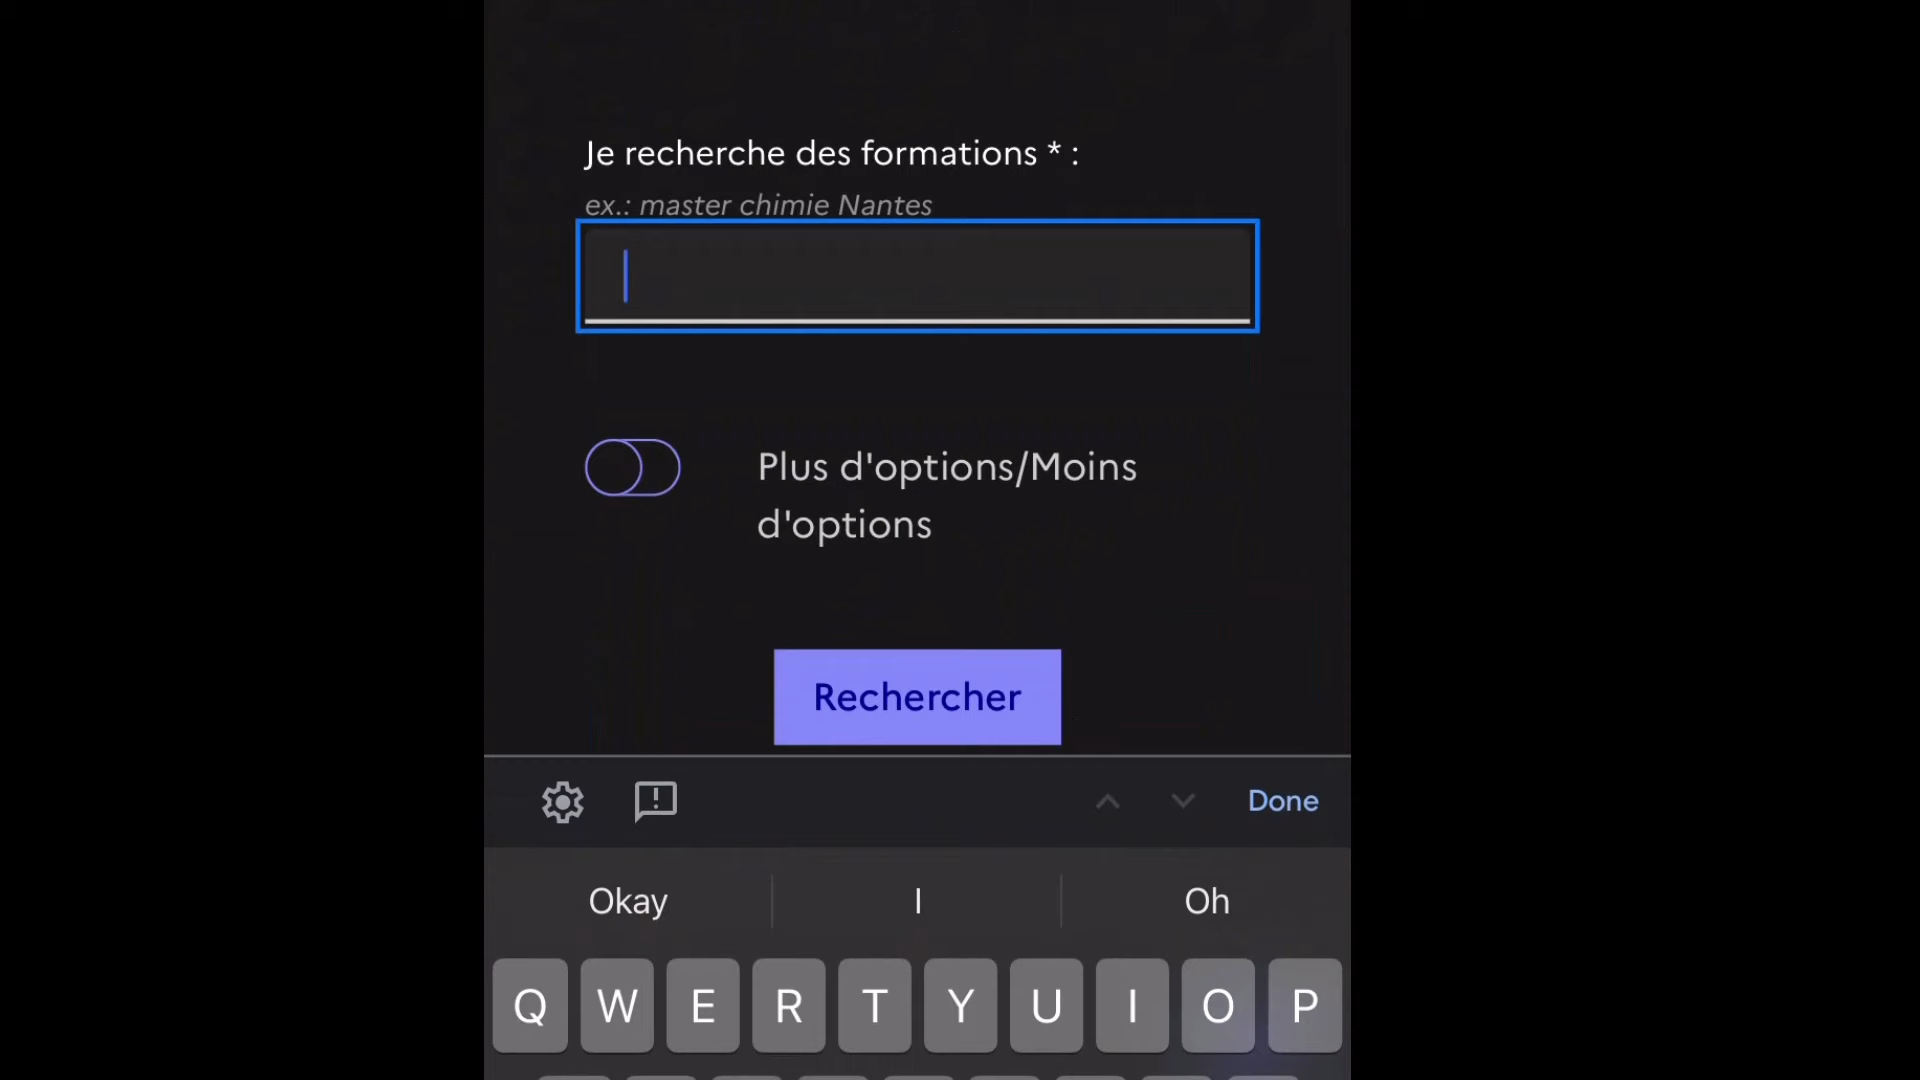 Je recherche des formations * :
ex.: master chimie Nantes
Plus d'options/Moins
d'options
Rechercher
Done
Okay I Oh
Q W E R T Y U I O P